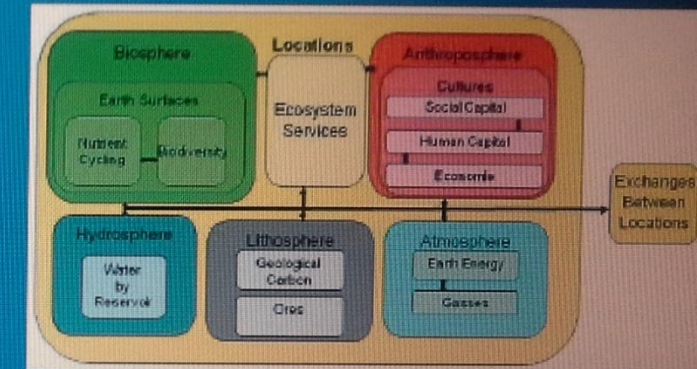 Biosphere
Locations
Anthroposphere
Earth Surfaces
Nutrient
Cycling
Biodiversity
Ecosystem
Services
Cultures
Social Capital
Human Capital
Economic
Exchanges
Between
Locations
Hydrosphere
Water
by
Reservoir
Lithosphere
Geological
Carbon
Ores
Atmosphere
Earth Energy
Gasses